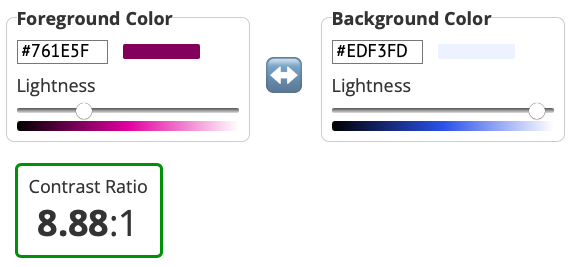 Foreground Color
#761E5F
Lightness
Background Color
#EDF3FD
Lightness
Contrast Ratio
8.88:1